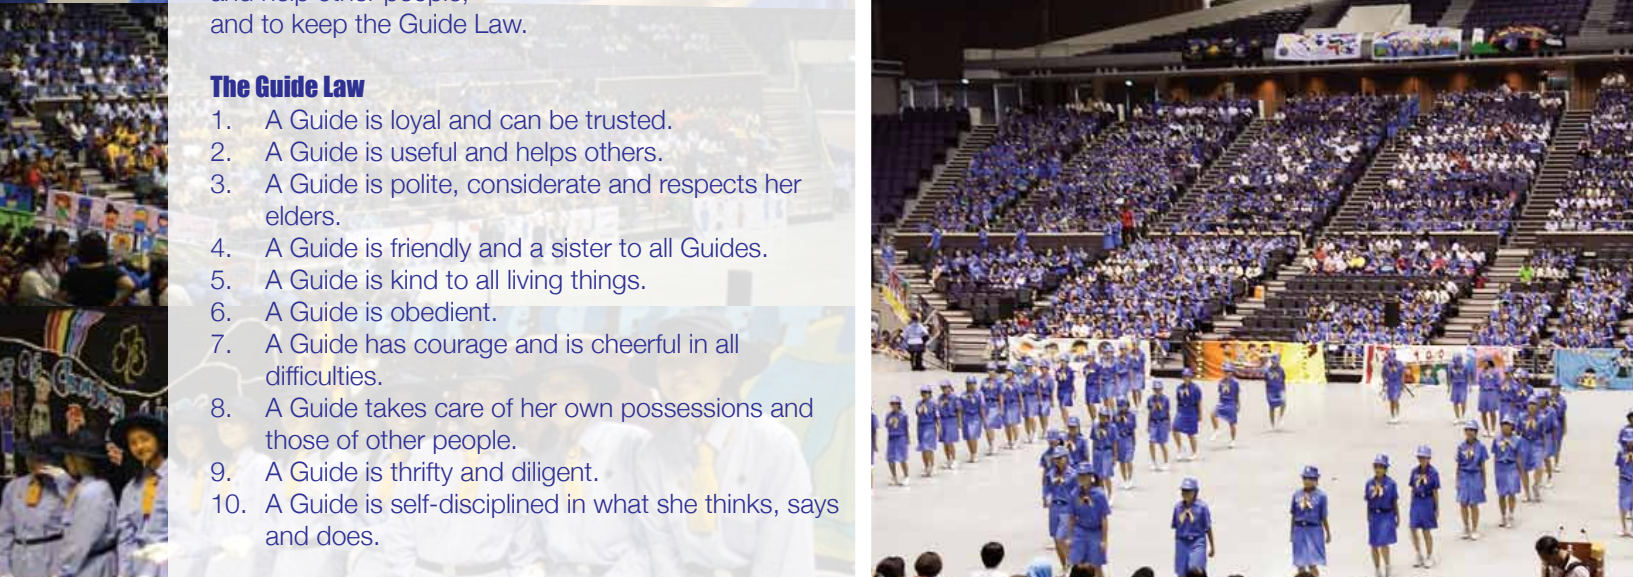 and help other people,
and to keep the Guide Law.
The Guide Law
1. A Guide is loyal and can be trusted.
2. A Guide is useful and helps others.
3. A Guide is polite, considerate and respects her
elders.
4. A Guide is friendly and a sister to all Guides.
5. A Guide is kind to all living things.
6. A Guide is obedient.
7. A Guide has courage and is cheerful in all
difficulties.
8. A Guide takes care of her own possessions and
those of other people.
9. A Guide is thrifty and diligent.
10. A Guide is self-disciplined in what she thinks, says
and does.